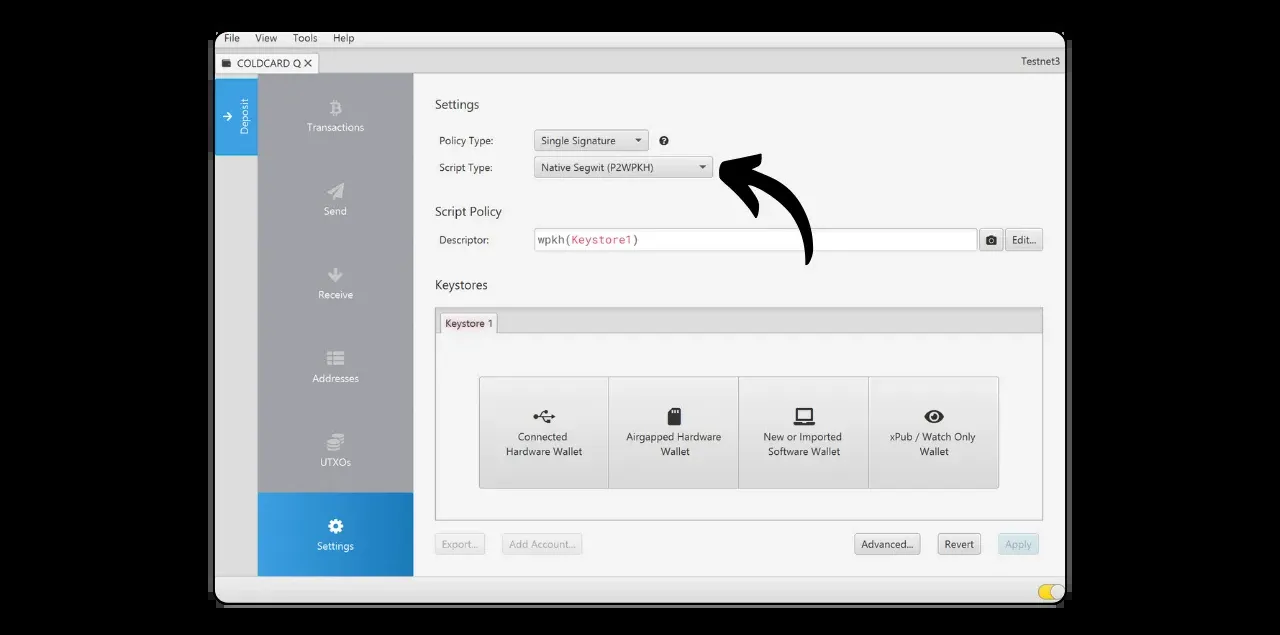 File View Tools Help
COLDCARD Q
Testnet3
Deposit
Transactions
Send
Receive
Addresses
UTXOs
Settings
Settings
Policy Type: Single Signature
Script Type: Native Segwit (P2WPKH)
Script Policy
Descriptor: wpkh(Keystore1) Edit...
Keystores
Keystore 1
Connected
Hardware Wallet
Airgapped Hardware
Wallet
New or Imported
Software Wallet
xPub / Watch Only
Wallet
Export... Add Account... Advanced... Revert Apply